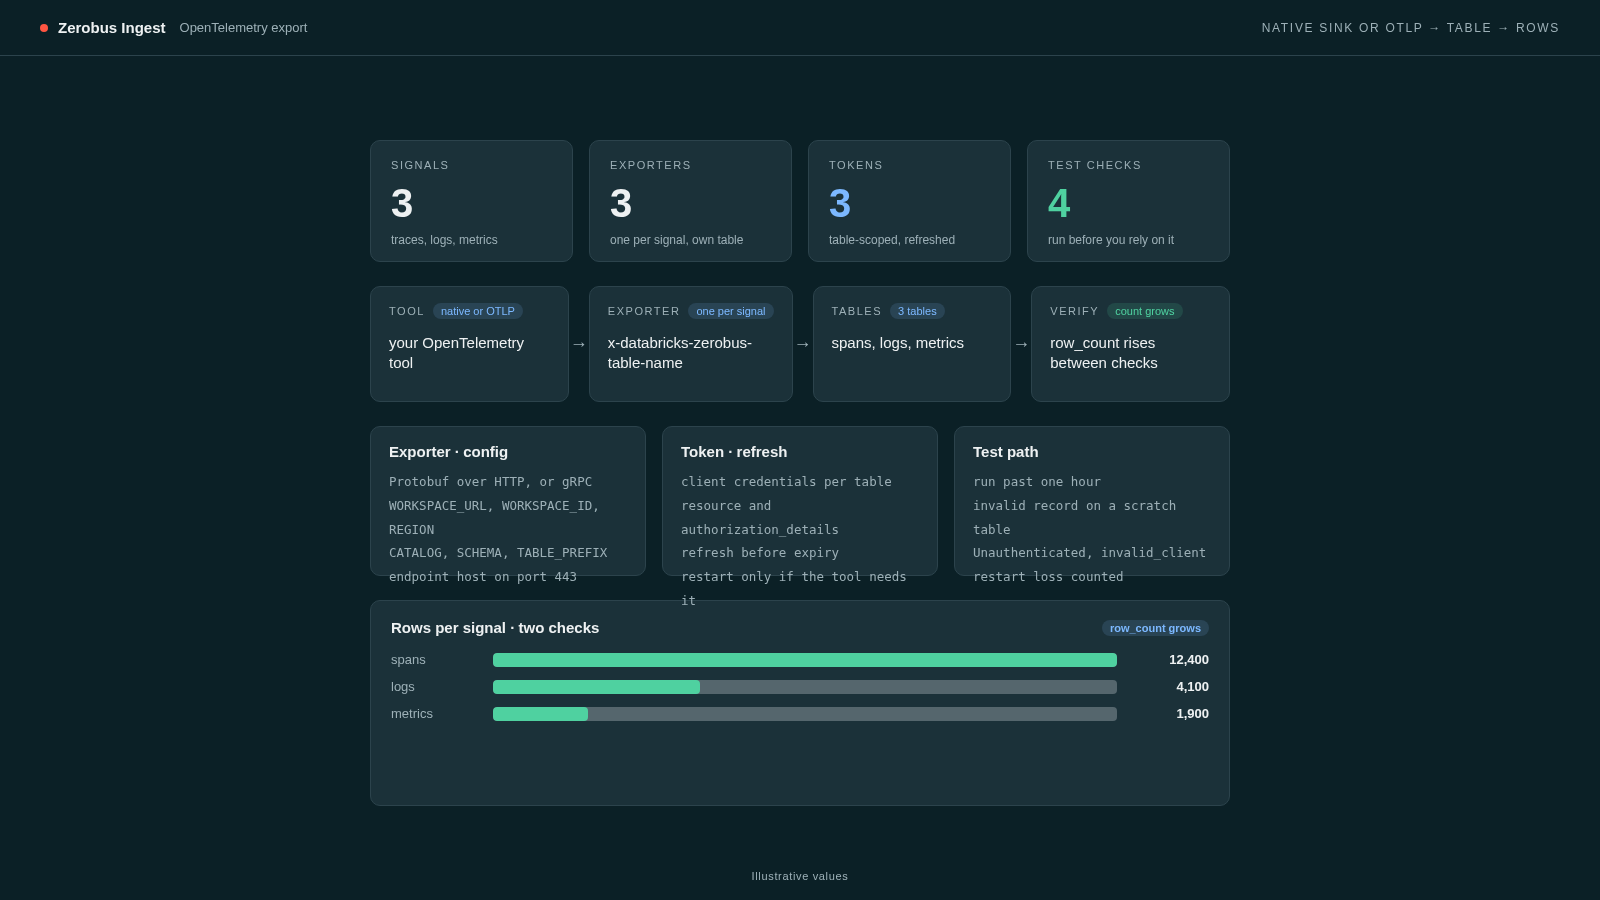 Zerobus Ingest OpenTelemetry export
NATIVE SINK OR OTLP → TABLE → ROWS
SIGNALS
3
traces, logs, metrics
EXPORTERS
3
one per signal, own table
TOKENS
3
table-scoped, refreshed
TEST CHECKS
4
run before you rely on it
TOOL native or OTLP
your OpenTelemetry
tool
→
EXPORTER one per signal
x-databricks-zerobus-
table-name
→
TABLES 3 tables
spans, logs, metrics
→
VERIFY count grows
row_count rises
between checks
Exporter · config
Protobuf over HTTP, or gRPC
WORKSPACE_URL, WORKSPACE_ID,
REGION
CATALOG, SCHEMA, TABLE_PREFIX
endpoint host on port 443
Token · refresh
client credentials per table
resource and
authorization_details
refresh before expiry
restart only if the tool needs
it
Test path
run past one hour
invalid record on a scratch
table
Unauthenticated, invalid_client
restart loss counted
Rows per signal · two checks
row_count grows
spans 12,400
logs 4,100
metrics 1,900
Illustrative values